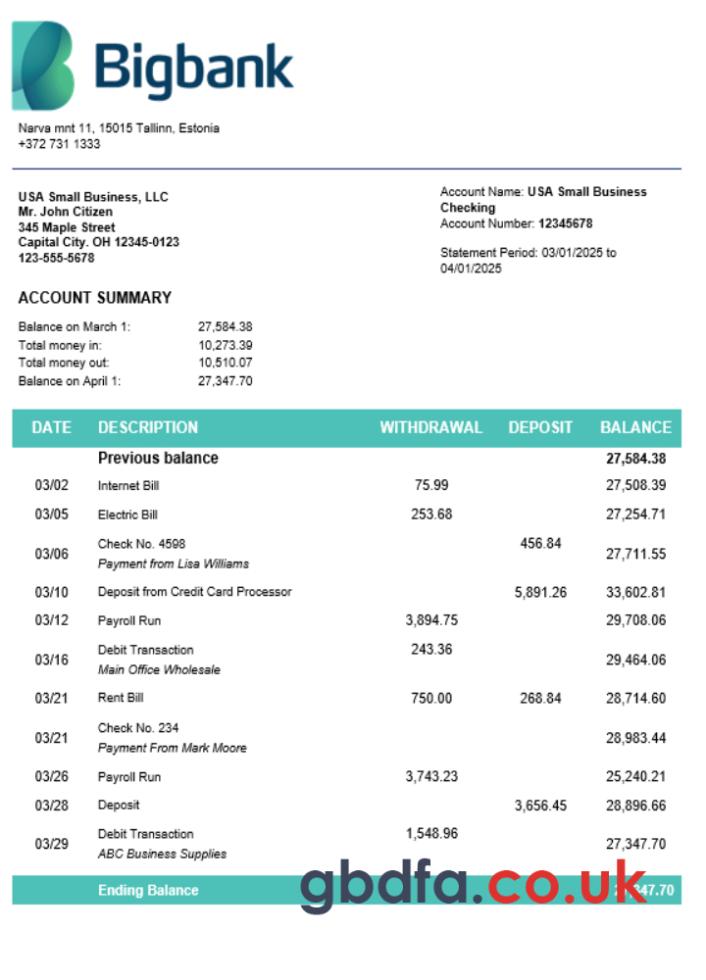 Bigbank
Narva mnt 11, 15015 Tallinn, Estonia
+372 731 1333
USA Small Business, LLC
Mr. John Citizen
345 Maple Street
Capital City. OH 12345-0123
123-555-5678
Account Name: USA Small Business
Checking
Account Number: 12345678
Statement Period: 03/01/2025 to
04/01/2025
ACCOUNT SUMMARY
Balance on March 1: 27,584.38
Total money in: 10,273.39
Total money out: 10,510.07
Balance on April 1: 27,347.70
DATE DESCRIPTION WITHDRAWAL DEPOSIT BALANCE
Previous balance 27,584.38
03/02 Internet Bill 75.99 27,508.39
03/05 Electric Bill 253.68 27,254.71
03/06 Check No. 4598 456.84 27,711.55
Payment from Lisa Williams
03/10 Deposit from Credit Card Processor 5,891.26 33,602.81
03/12 Payroll Run 3,894.75 29,708.06
03/16 Debit Transaction 243.36 29,464.06
Main Office Wholesale
03/21 Rent Bill 750.00 268.84 28,714.60
03/21 Check No. 234 28,983.44
Payment From Mark Moore
03/26 Payroll Run 3,743.23 25,240.21
03/28 Deposit 3,656.45 28,896.66
03/29 Debit Transaction 1,548.96 27,347.70
ABC Business Supplies
Ending Balance
gbdfa.co.uk